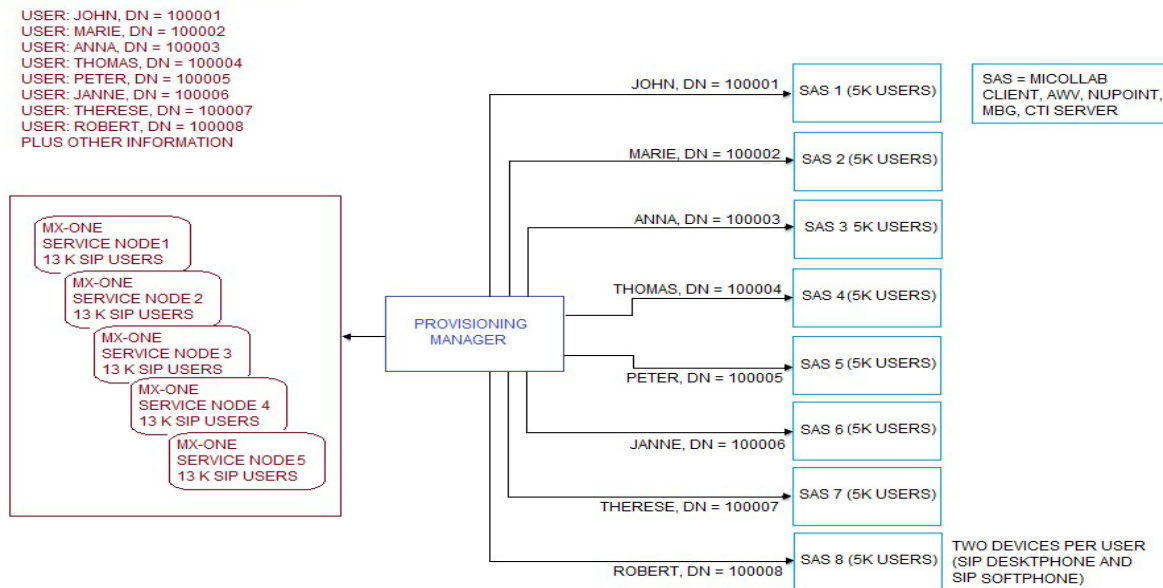 USER: JOHN, DN = 100001
USER: MARIE, DN = 100002
USER: ANNA, DN = 100003
USER: THOMAS, DN = 100004
USER: PETER, DN = 100005
USER: JANNE, DN = 100006
USER: THERESE, DN = 100007
USER: ROBERT, DN = 100008
PLUS OTHER INFORMATION
MX-ONE
SERVICE NODE1
13 K SIP USERS
MX-ONE
SERVICE NODE 2
13 K SIP USERS
MX-ONE
SERVICE NODE 3
13 K SIP USERS
MX-ONE
SERVICE NODE 4
13 K SIP USERS
MX-ONE
SERVICE NODE5
13 K SIP USERS
PROVISIONING
MANAGER
JOHN, DN = 100001
SAS 1 (5K USERS)
MARIE, DN = 100002
SAS 2 (5K USERS)
ANNA, DN = 100003
SAS 3 5K USERS)
THOMAS, DN = 100004
SAS 4 (5K USERS)
PETER, DN = 100005
SAS 5 (5K USERS)
JANNE, DN = 100006
SAS 6 (5K USERS)
THERESE, DN = 100007
SAS 7 (5K USERS)
ROBERT, DN = 100008
SAS 8 (5K USERS)
SAS = MICOLLAB
CLIENT, AWV, NUPOINT,
MBG, CTI SERVER
TWO DEVICES PER USER
(SIP DESKTPHONE AND
SIP SOFTPHONE)